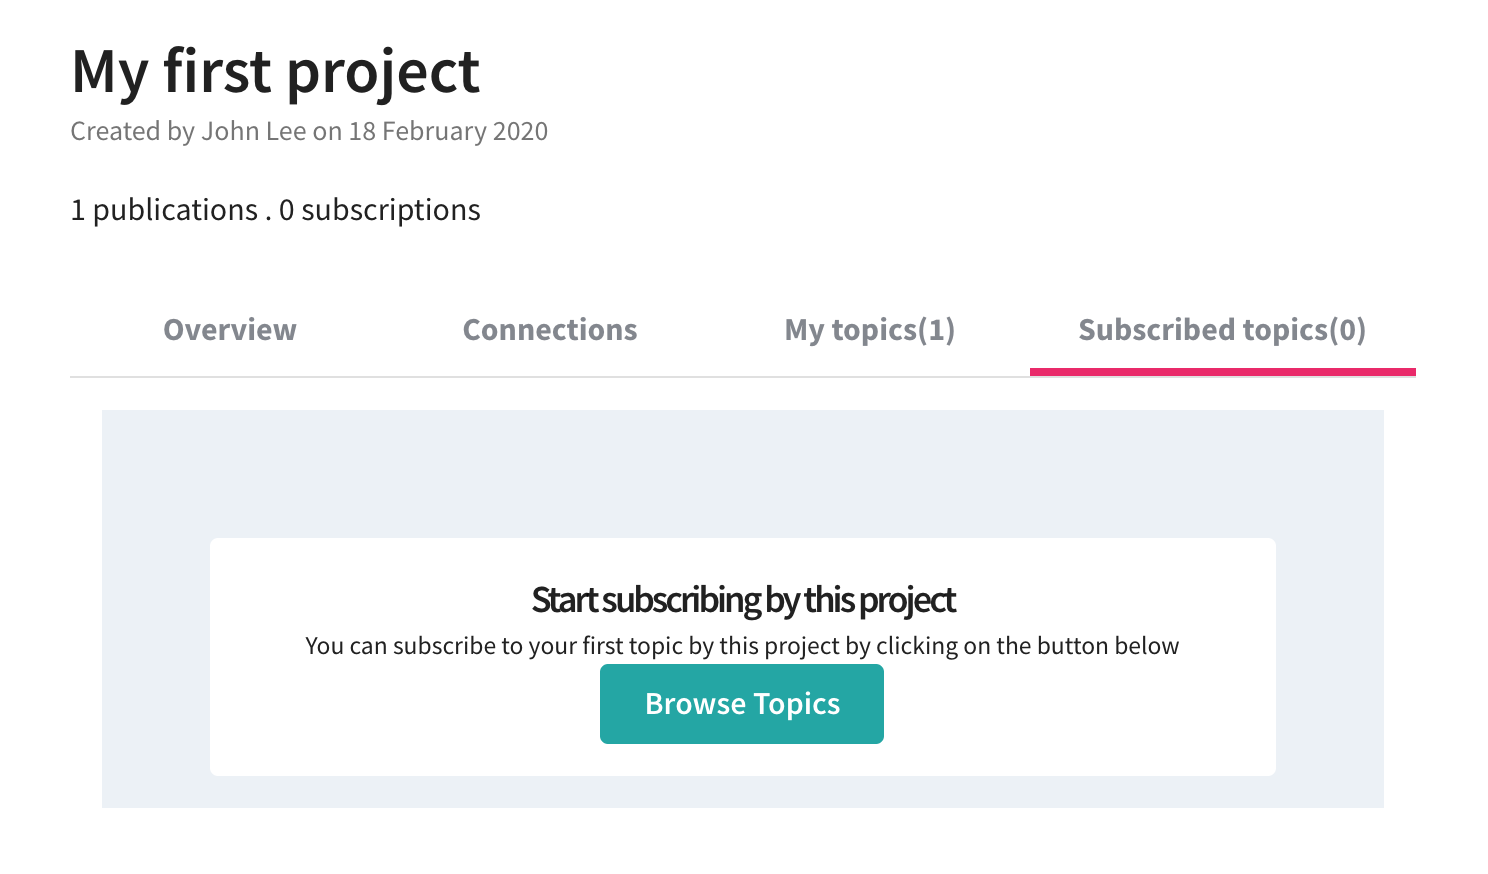 My first project
Created by John Lee on 18 February 2020
1 publications . 0 subscriptions
Overview Connections My topics(1) Subscribed topics(0)
Start subscribing by this project
You can subscribe to your first topic by this project by clicking on the button below
Browse Topics